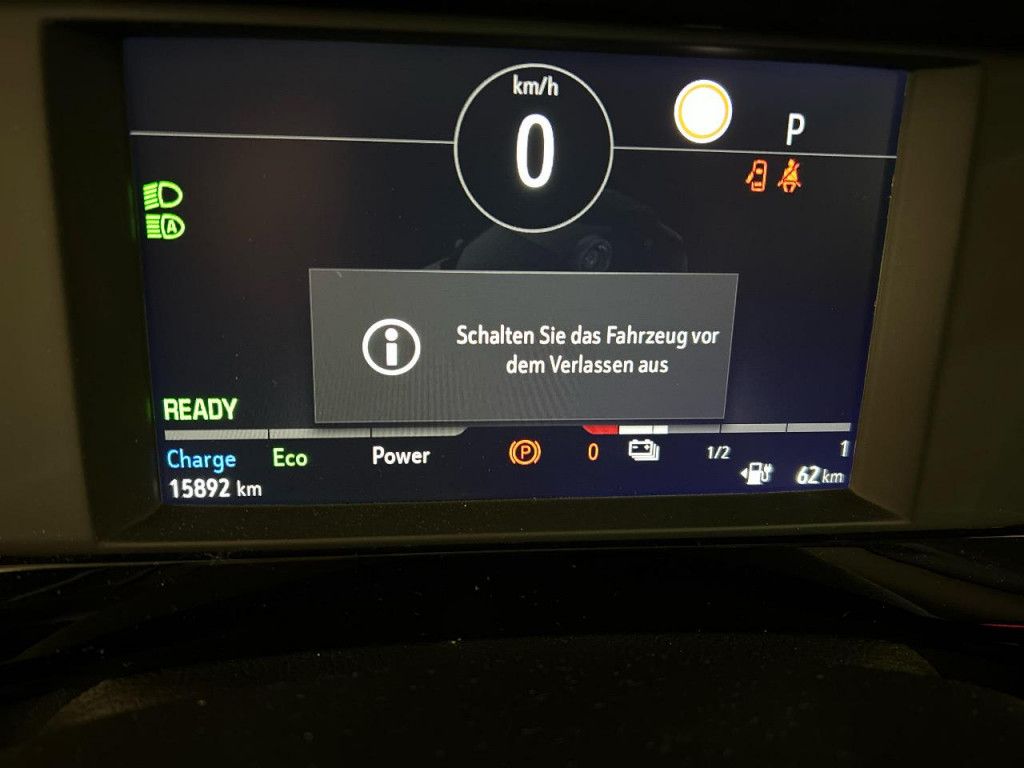 km/h
0
P
A
Schalten Sie das Fahrzeug vor
dem Verlassen aus
READY
Charge Eco Power P 0 1/2 1
15892 km 62 km